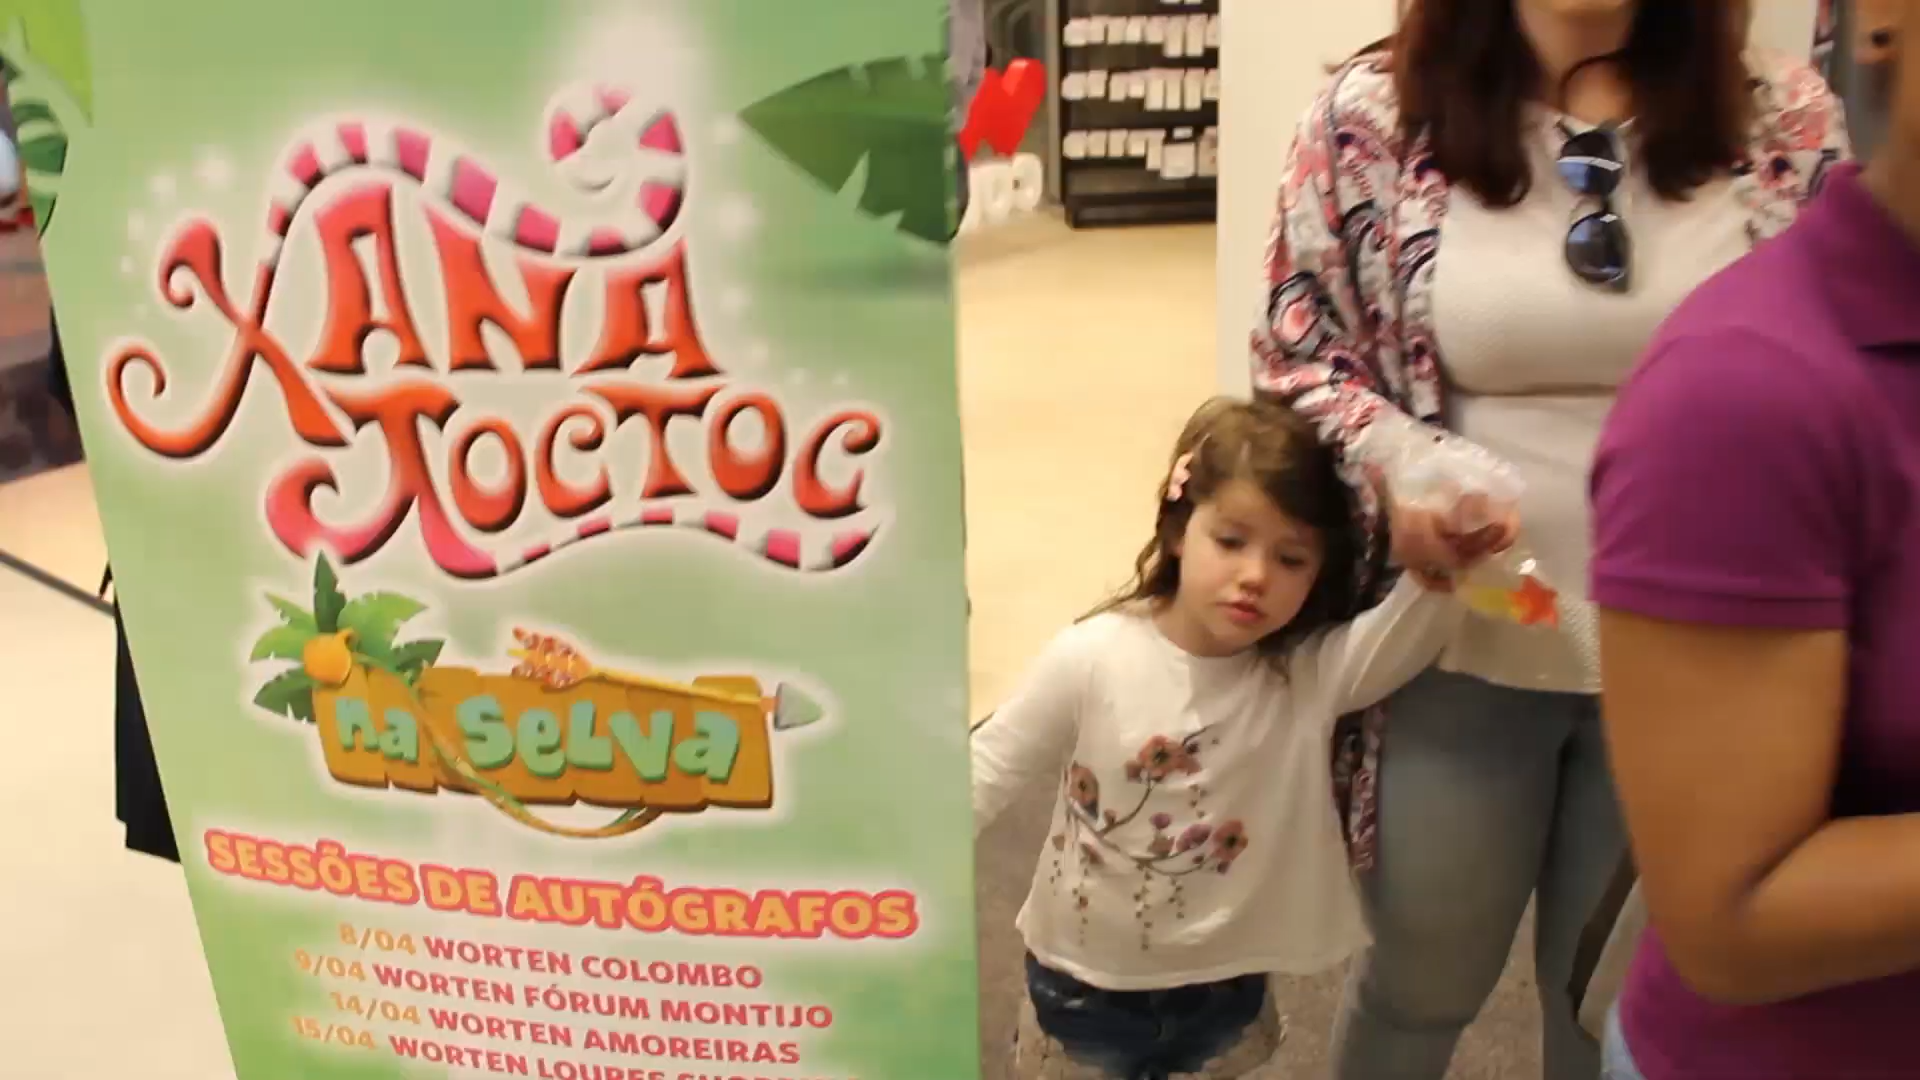 XANA
TOCTOC
na selva
SESSÕES DE AUTÓGRAFOS
8/04 WORTEN COLOMBO
9/04 WORTEN FÓRUM MONTIJO
14/04 WORTEN AMOREIRAS
15/04 WORTEN LOURES